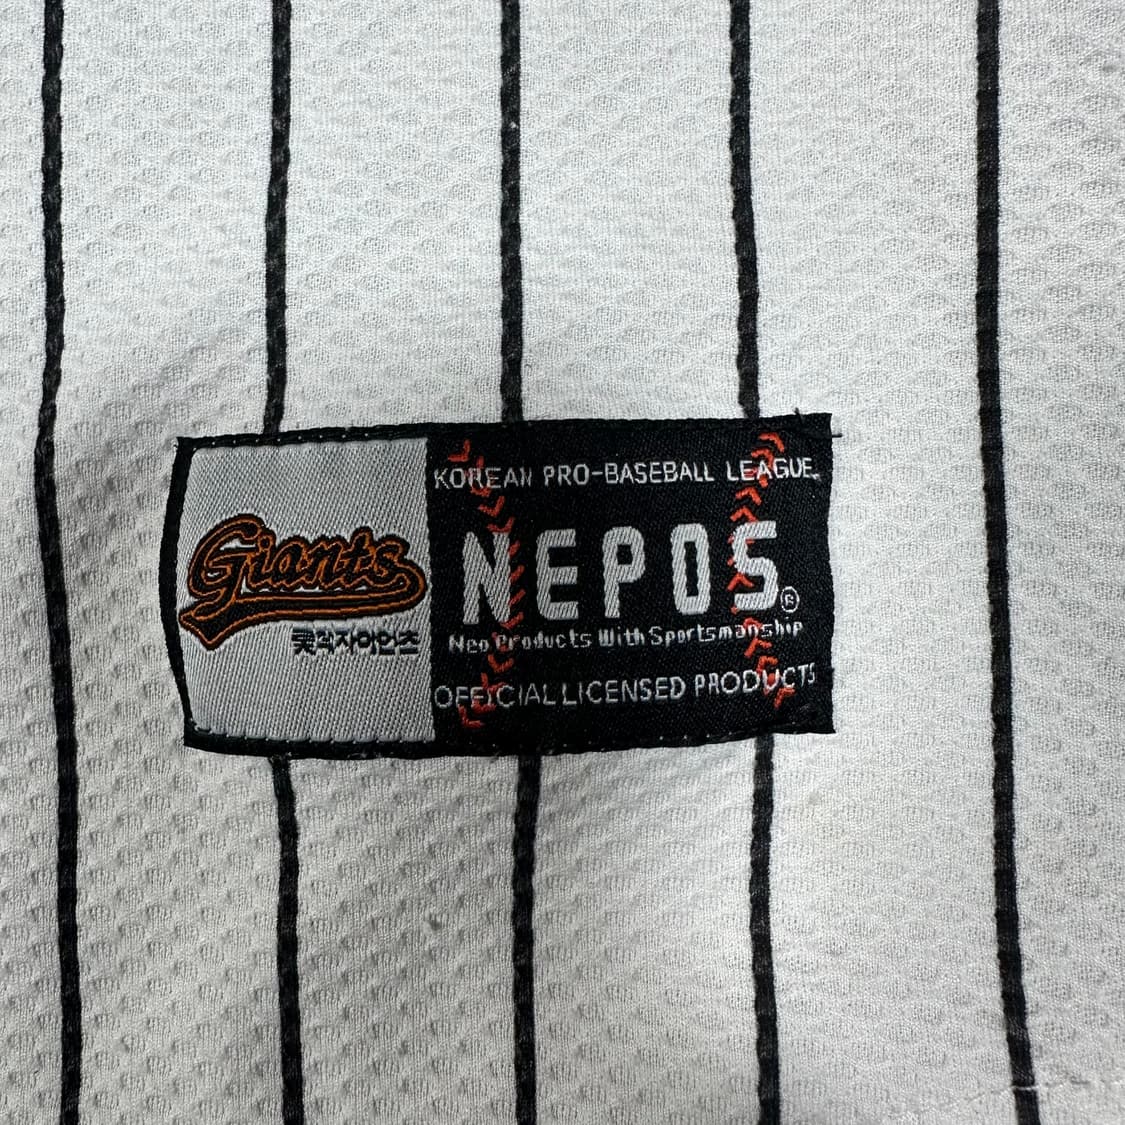 Giants
롯데자이언츠
KOREAN PRO-BASEBALL LEAGUE.
NEPOS®
Neo Products With Sportsmanship
OFFICIAL LICENSED PRODUCTS